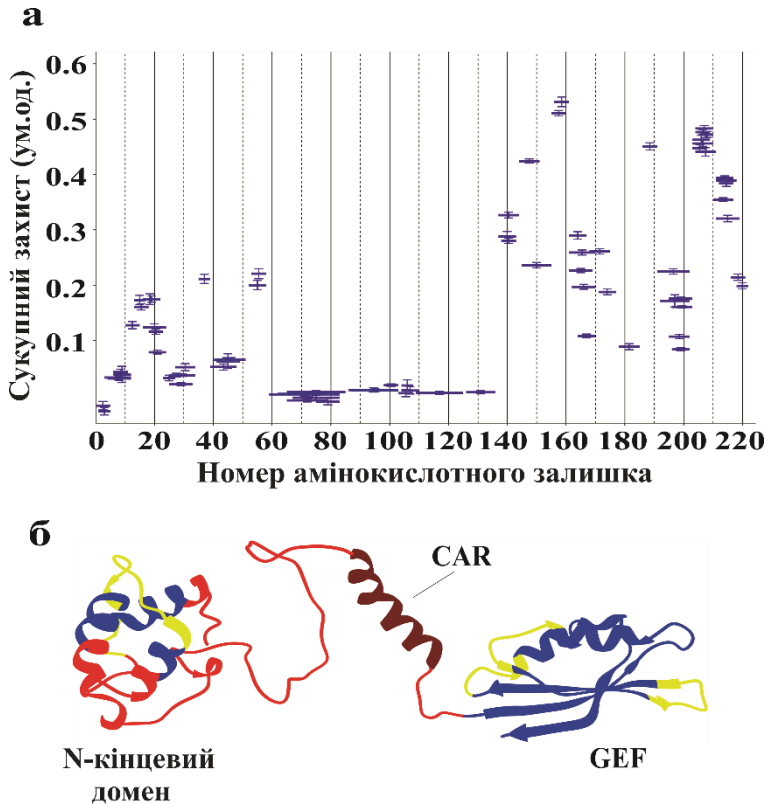 а
Сукупний захист (ум.од.)
0.6
0.5
0.4
0.3
0.2
0.1
0 20 40 60 80 100 120 140 160 180 200 220
Номер амінокислотного залишка
б
CAR
N-кінцевий
домен
GEF